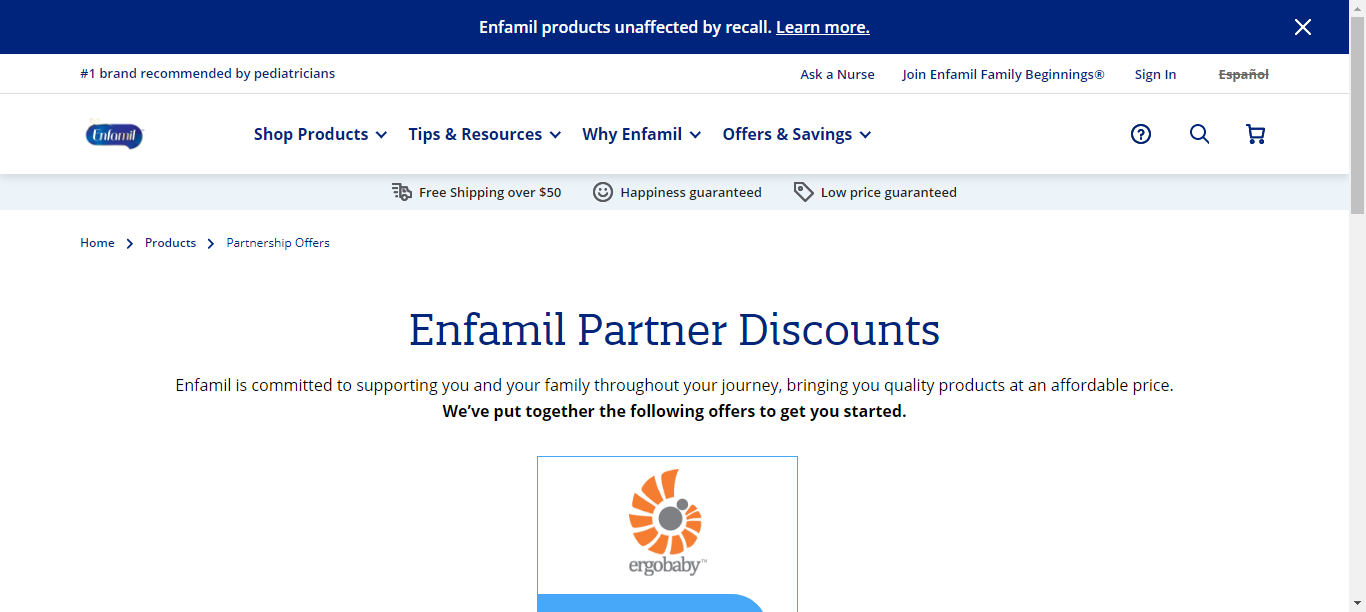 Enfamil products unaffected by recall. Learn more.
#1 brand recommended by pediatricians
Ask a Nurse
Join Enfamil Family Beginnings®
Sign In
Español
Enfamil
Shop Products
Tips & Resources
Why Enfamil
Offers & Savings
Free Shipping over $50
Happiness guaranteed
Low price guaranteed
Home
Products
Partnership Offers
Enfamil Partner Discounts
Enfamil is committed to supporting you and your family throughout your journey, bringing you quality products at an affordable price.
We’ve put together the following offers to get you started.
ergobaby™